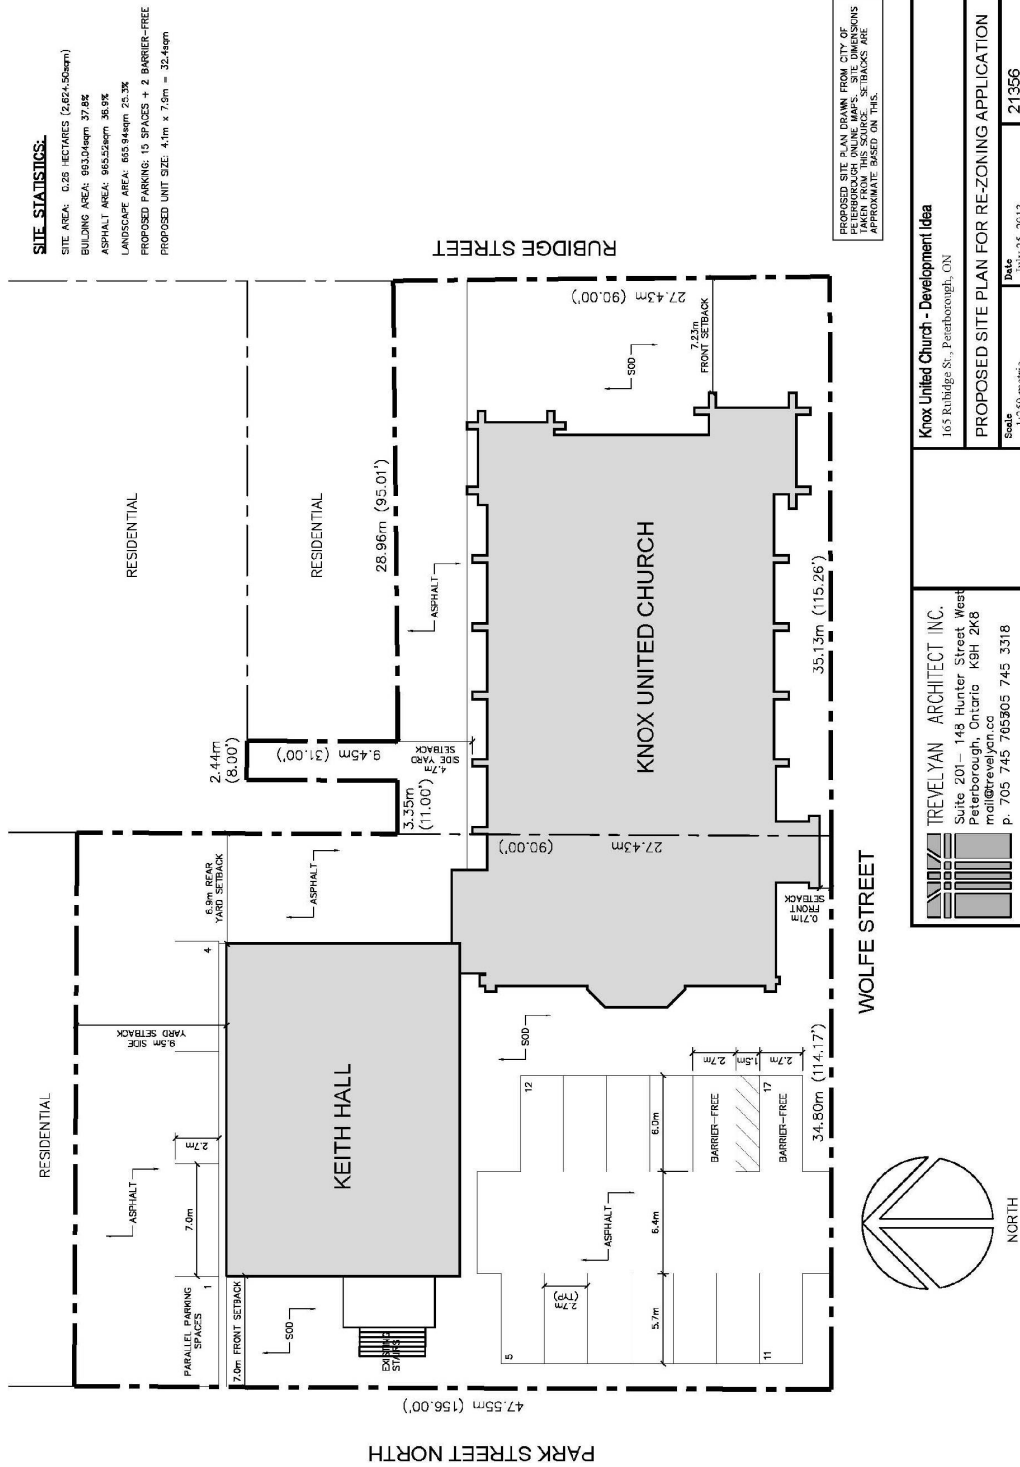 SITE STATISTICS:
SITE AREA: 0.26 HECTARES (2,624.50sqm)
BUILDING AREA: 993.04sqm 37.8%
ASPHALT AREA: 965.52sqm 36.9%
LANDSCAPE AREA: 665.94sqm 25.3%
PROPOSED PARKING: 15 SPACES + 2 BARRIER-FREE
PROPOSED UNIT SIZE: 4.1m x 7.9m = 32.4sqm
RESIDENTIAL
RESIDENTIAL
RESIDENTIAL
RUBIDGE STREET
28.96m (95.01')
27.43m (90.00')
SOD
7.23m
FRONT SETBACK
ASPHALT
2.44m
(8.00')
9.45m (31.00')
4.7m
SIDE YARD
SETBACK
3.35m
(11.00')
KNOX UNITED CHURCH
35.13m (115.26')
27.43m (90.00')
6.9m REAR
YARD SETBACK
ASPHALT
0.71m
FRONT
SETBACK
WOLFE STREET
4
9.5m SIDE
YARD SETBACK
KEITH HALL
SOD
2.7m
7.0m
ASPHALT
1
PARALLEL PARKING
SPACES
7.0m FRONT SETBACK
SOD
EXISTING
STAIRS
12
17
2.7m
1.5m
2.7m
BARRIER-FREE
BARRIER-FREE
6.0m
34.80m (114.17')
ASPHALT
6.4m
2.7m
(TYP)
5.7m
5
11
47.55m (156.00')
PARK STREET NORTH
NORTH
PROPOSED SITE PLAN DRAWN FROM CITY OF
PETERBOROUGH ONLINE MAPS. SITE DIMENSIONS
TAKEN FROM THIS SOURCE. SETBACKS ARE
APPROXIMATE BASED ON THIS.
TREVELYAN ARCHITECT INC.
Suite 201- 148 Hunter Street West
Peterborough, Ontario K9H 2K8
mail@trevelyan.ca
p. 705 745 3318
Knox United Church - Development Idea
165 Rubidge St., Peterborough, ON
PROPOSED SITE PLAN FOR RE-ZONING APPLICATION
Scale
Date
21356